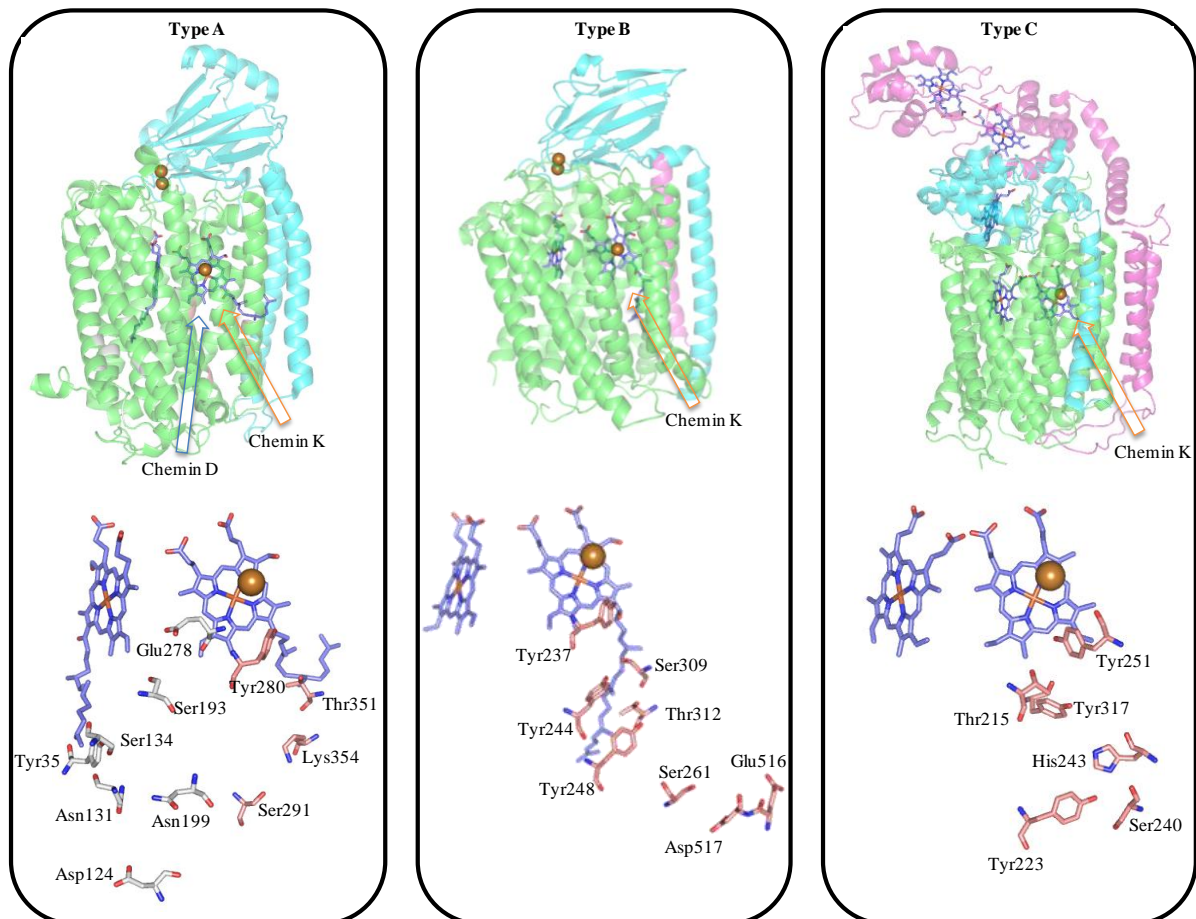 Type A
Chemin K
Chemin D
Glu278
Tyr280
Thr351
Ser193
Ser134
Tyr35
Lys354
Asn131
Asn199
Ser291
Asp124
Type B
Chemin K
Tyr237
Ser309
Tyr244
Thr312
Tyr248
Ser261
Glu516
Asp517
Type C
Chemin K
Tyr251
Thr215
Tyr317
His243
Ser240
Tyr223